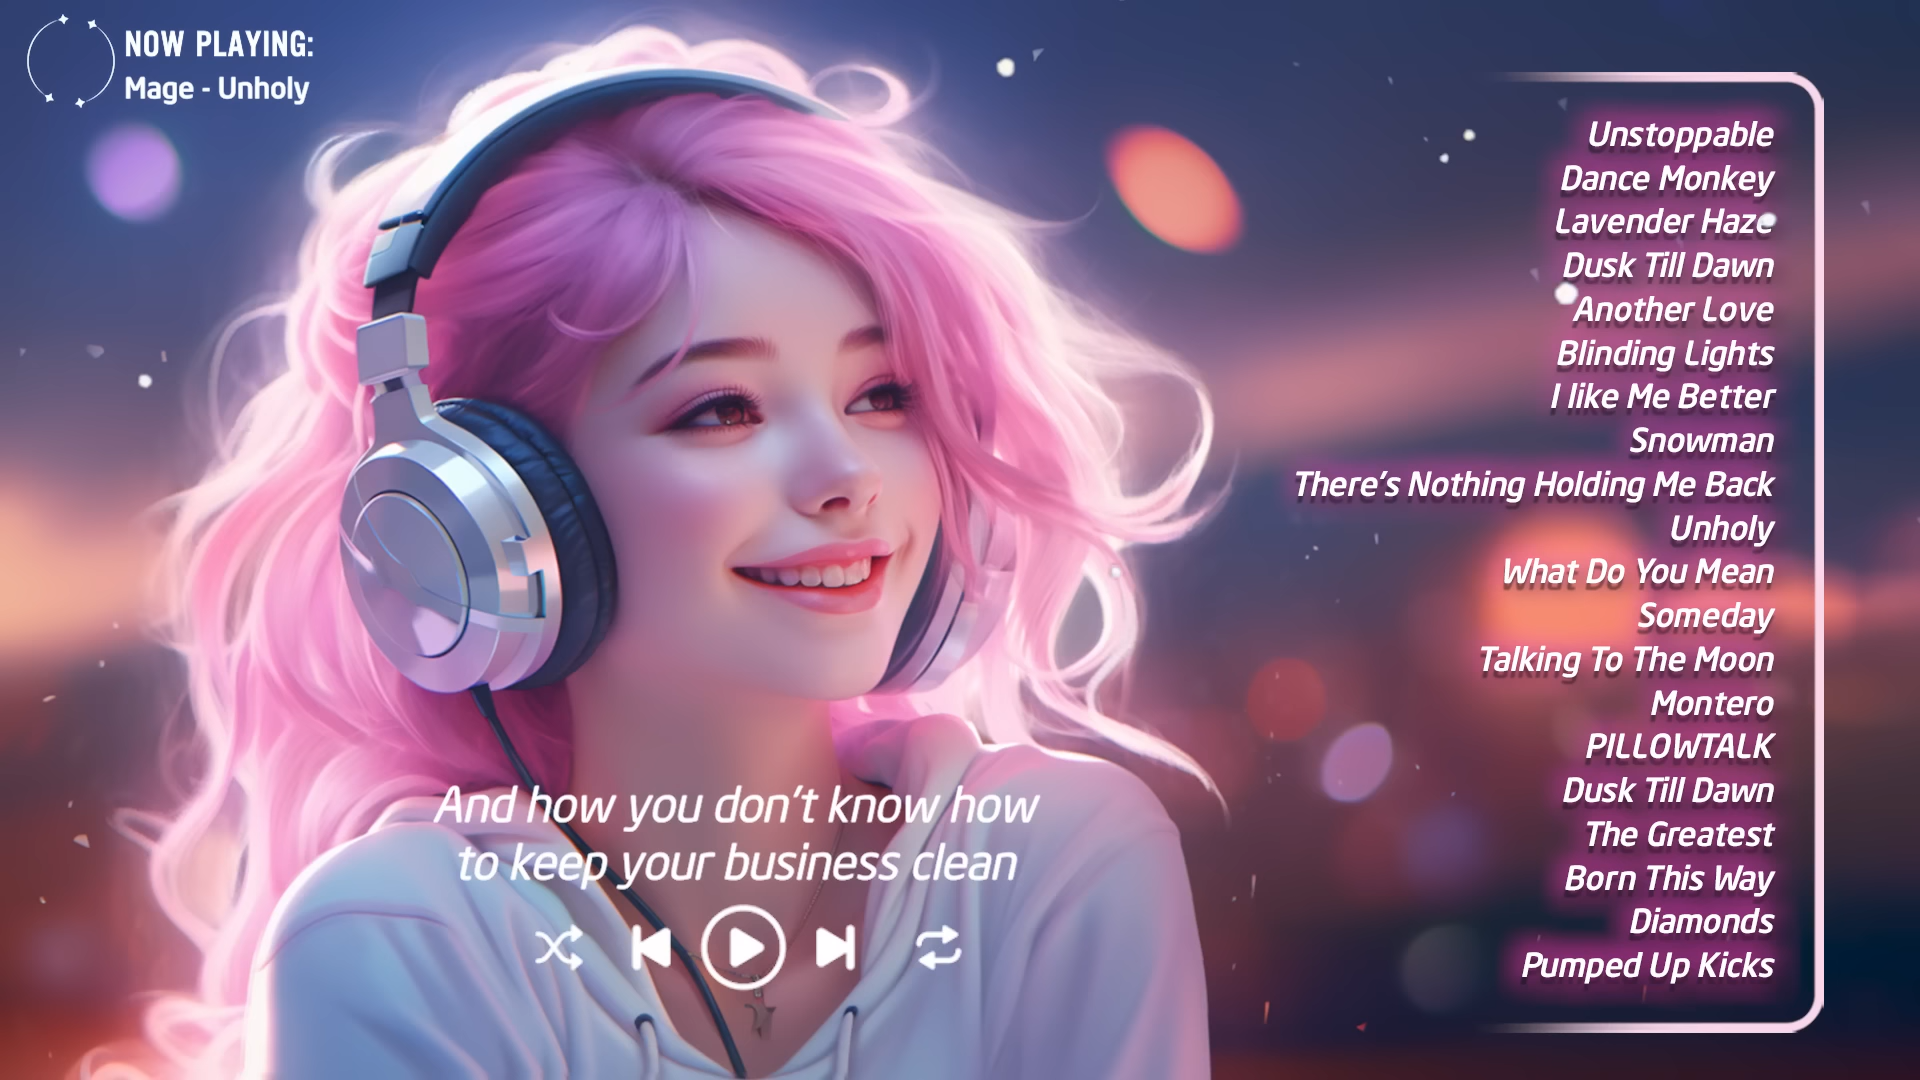 NOW PLAYING:
Mage - Unholy
Unstoppable
Dance Monkey
Lavender Haze
Dusk Till Dawn
Another Love
Blinding Lights
I like Me Better
Snowman
There's Nothing Holding Me Back
Unholy
What Do You Mean
Someday
Talking To The Moon
Montero
PILLOWTALK
Dusk Till Dawn
The Greatest
Born This Way
Diamonds
Pumped Up Kicks
And how you don't know how
to keep your business clean